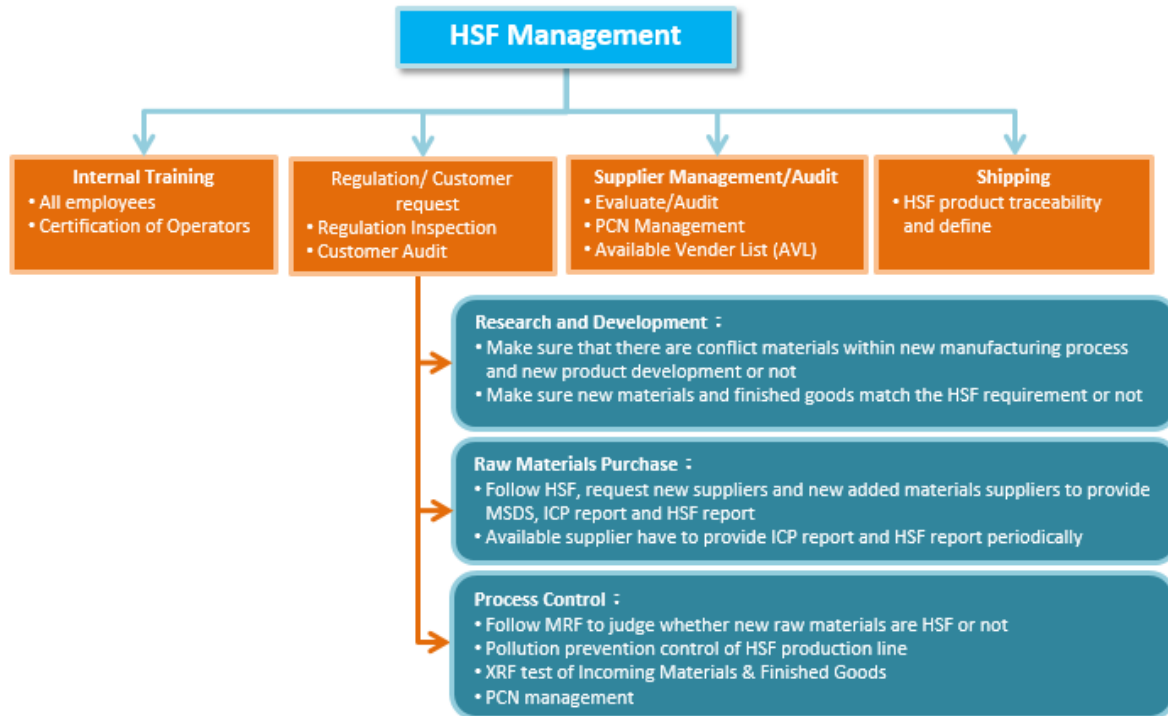 HSF Management
Internal Training
• All employees
• Certification of Operators
Regulation/ Customer
request
• Regulation Inspection
• Customer Audit
Supplier Management/Audit
• Evaluate/Audit
• PCN Management
• Available Vender List (AVL)
Shipping
• HSF product traceability
and define
Research and Development：
• Make sure that there are conflict materials within new manufacturing process
and new product development or not
• Make sure new materials and finished goods match the HSF requirement or not
Raw Materials Purchase：
• Follow HSF, request new suppliers and new added materials suppliers to provide
MSDS, ICP report and HSF report
• Available supplier have to provide ICP report and HSF report periodically
Process Control：
• Follow MRF to judge whether new raw materials are HSF or not
• Pollution prevention control of HSF production line
• XRF test of Incoming Materials & Finished Goods
• PCN management